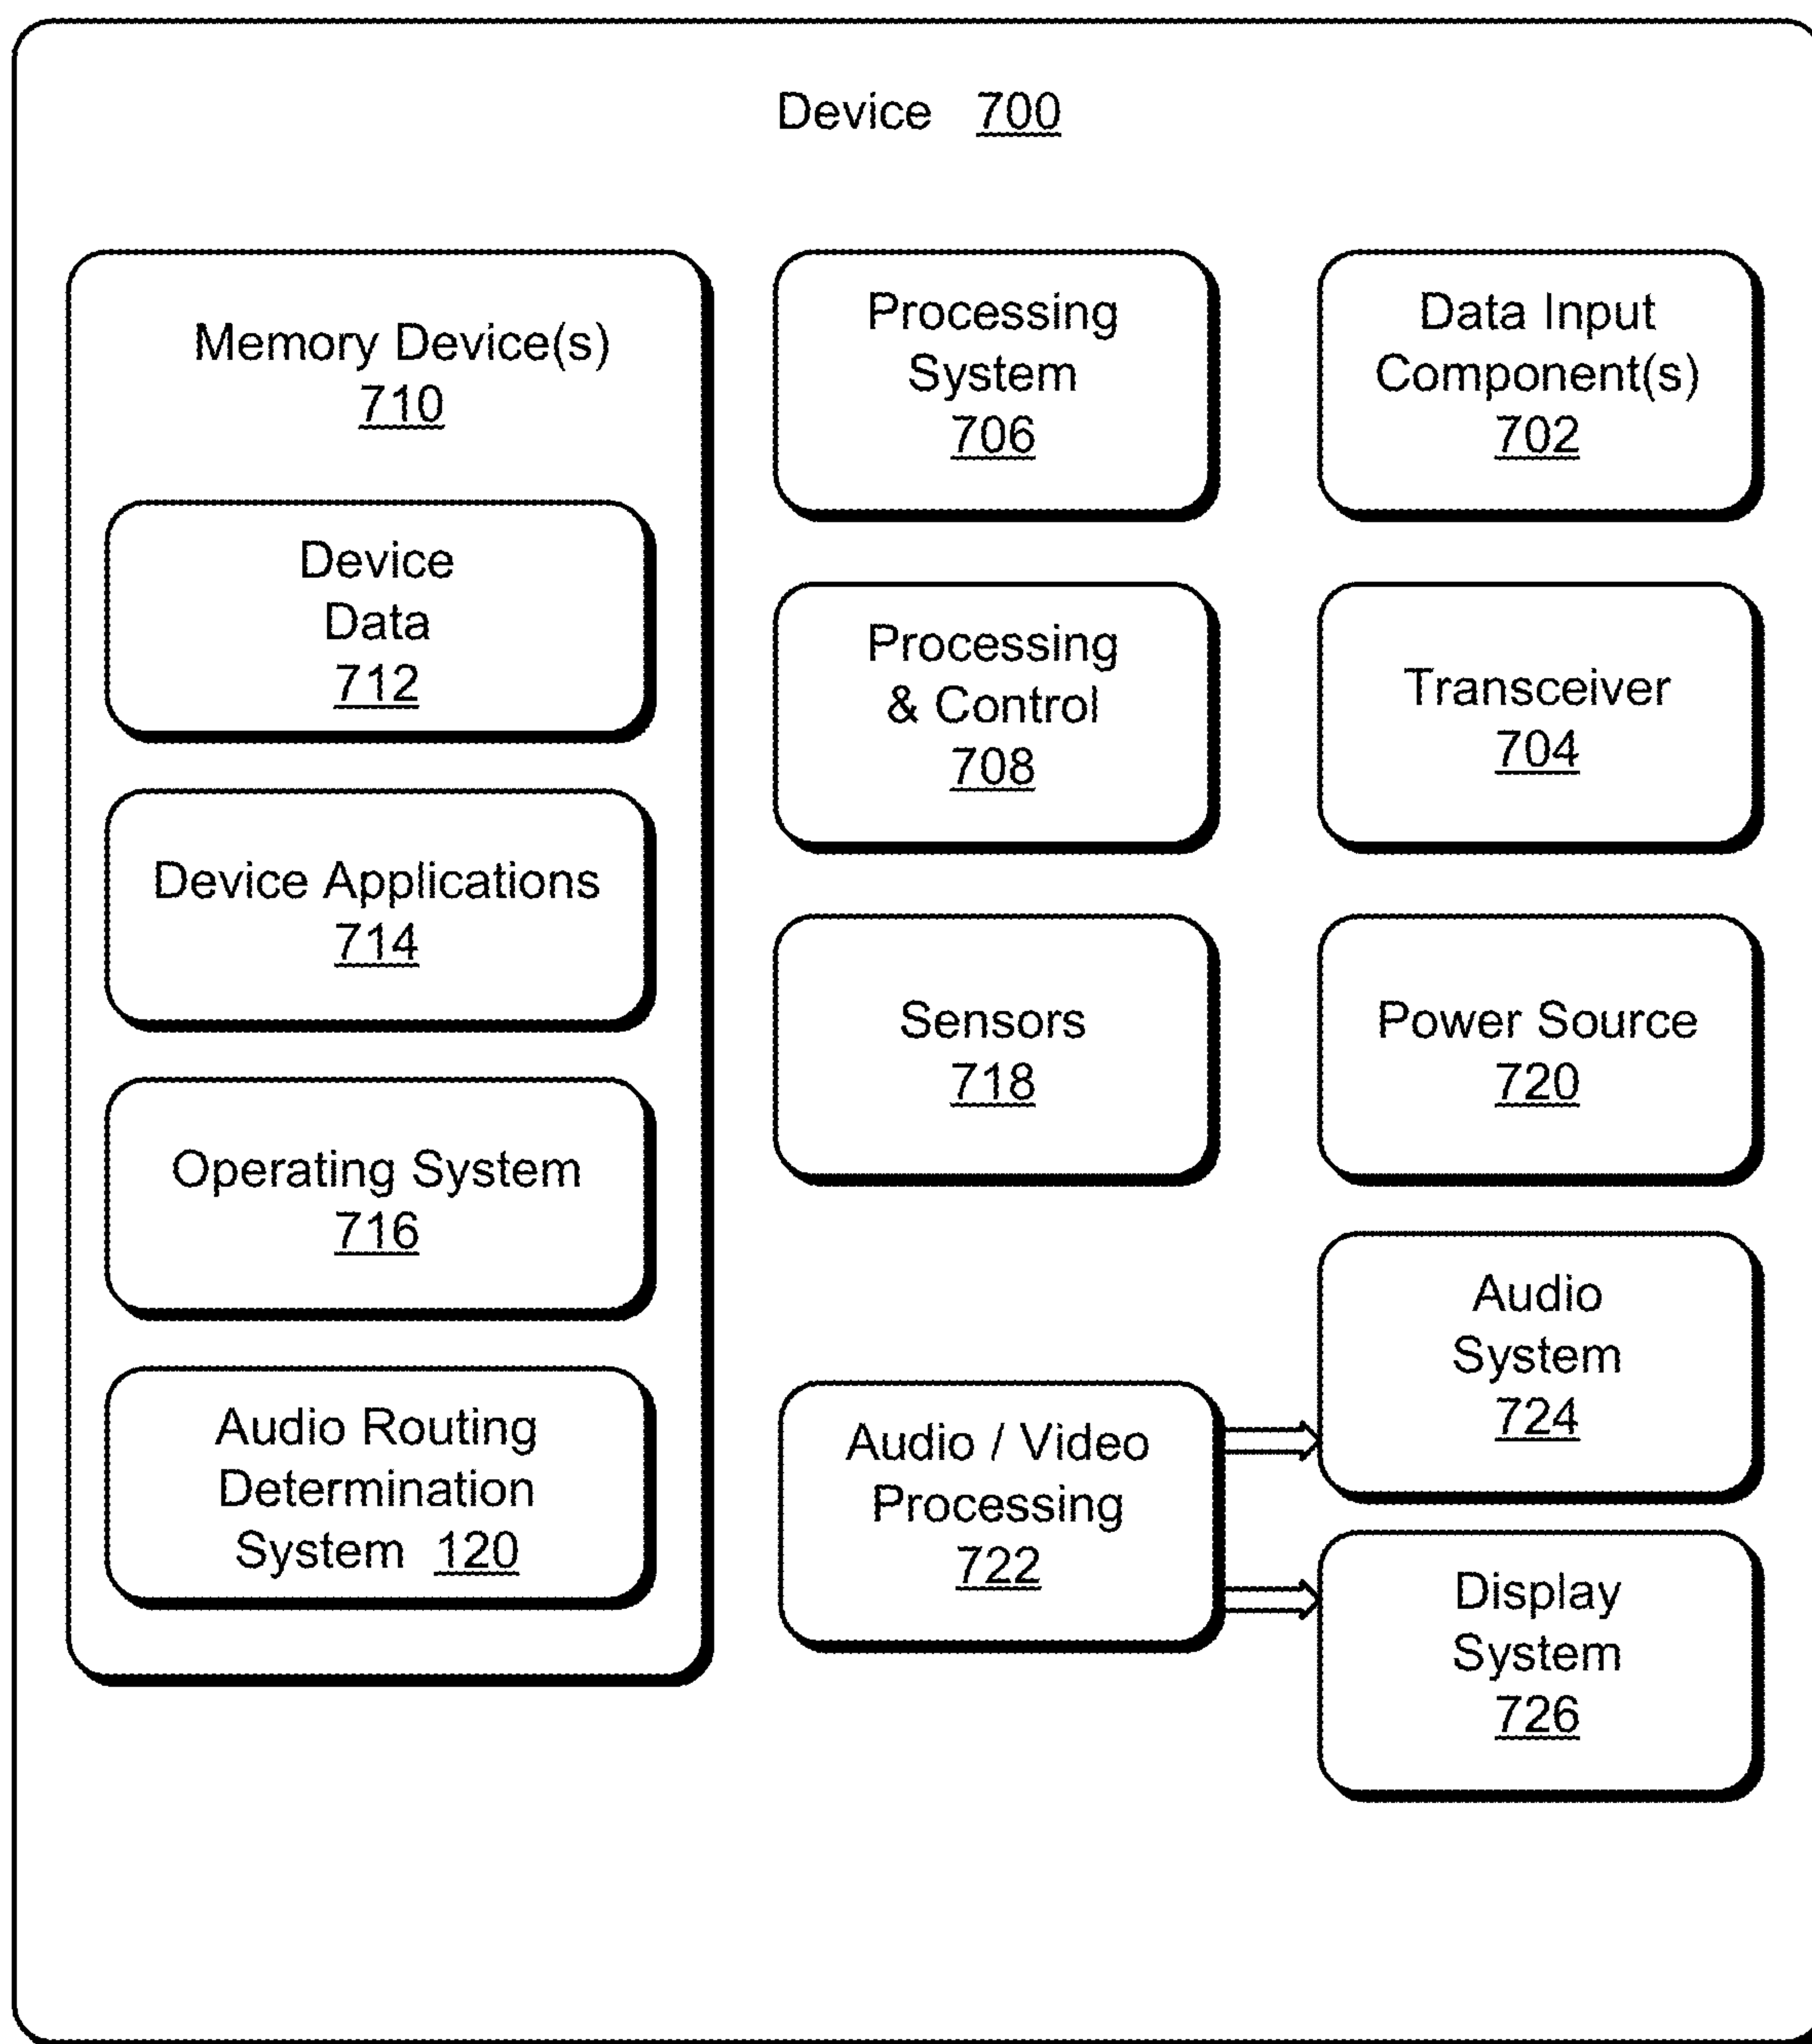 Device 700
Memory Device(s)
710
Device
Data
712
Device Applications
714
Operating System
716
Audio Routing
Determination
System 120
Processing
System
706
Data Input
Component(s)
702
Processing
& Control
708
Transceiver
704
Sensors
718
Power Source
720
Audio / Video
Processing
722
Audio
System
724
Display
System
726